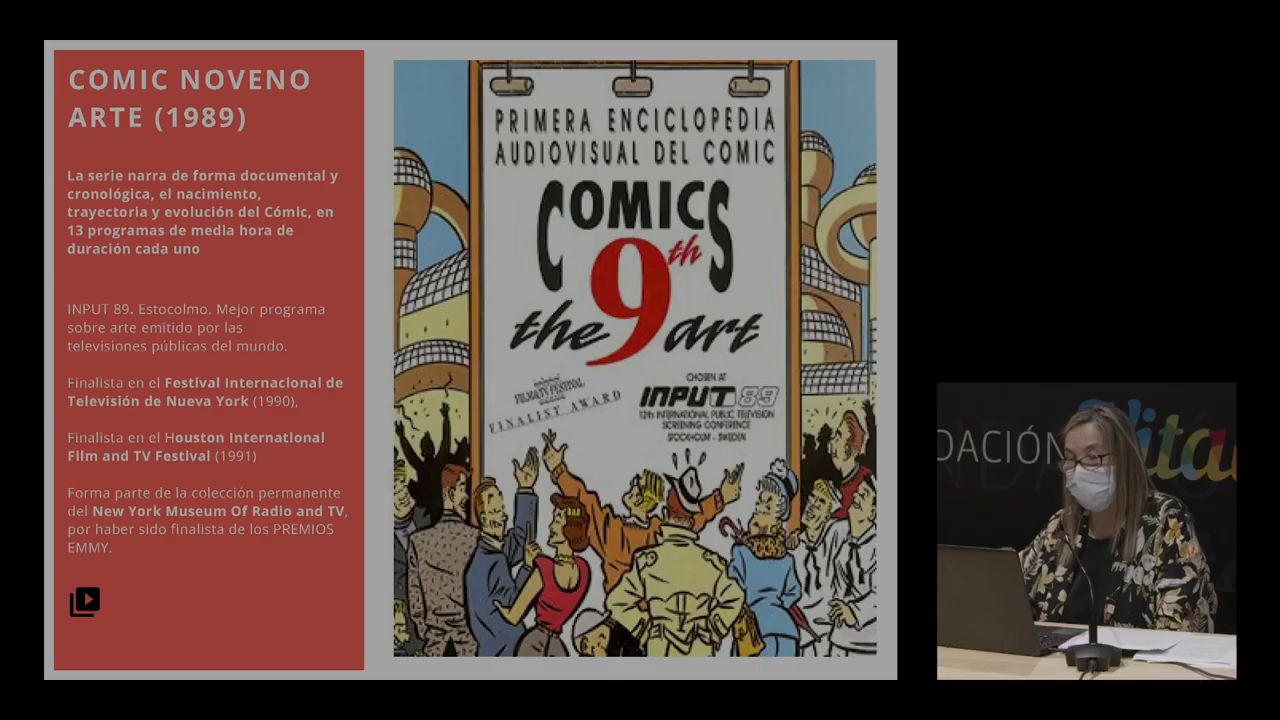 COMIC NOVENO
ARTE (1989)
La serie narra de forma documental y
cronológica, el nacimiento,
trayectoria y evolución del Cómic, en
13 programas de media hora de
duración cada uno
INPUT 89. Estocolmo. Mejor programa
sobre arte emitido por las
televisiones públicas del mundo.
Finalista en el Festival Internacional de
Televisión de Nueva York (1990),
Finalista en el Houston International
Film and TV Festival (1991)
Forma parte de la colección permanente
del New York Museum Of Radio and TV,
por haber sido finalista de los PREMIOS
EMMY.
PRIMERA ENCICLOPEDIA
AUDIOVISUAL DEL COMIC
COMICS
the 9th art
FILM & TV FESTIVAL
FINALIST AWARD
CHOSEN AT
INPUT 89
12th INTERNATIONAL PUBLIC TELEVISION
SCREENING CONFERENCE
STOCKHOLM - SWEDEN
DACIÓN
Vital